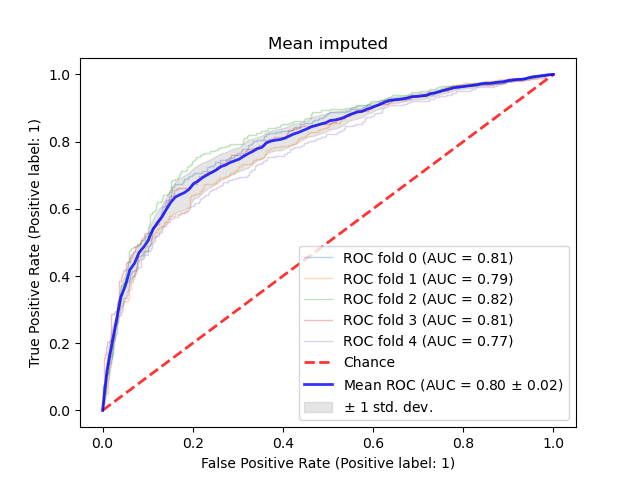 Mean imputed
True Positive Rate (Positive label: 1)
1.0
0.8
0.6
0.4
0.2
0.0
ROC fold 0 (AUC = 0.81)
ROC fold 1 (AUC = 0.79)
ROC fold 2 (AUC = 0.82)
ROC fold 3 (AUC = 0.81)
ROC fold 4 (AUC = 0.77)
Chance
Mean ROC (AUC = 0.80 ± 0.02)
± 1 std. dev.
0.0 0.2 0.4 0.6 0.8 1.0
False Positive Rate (Positive label: 1)